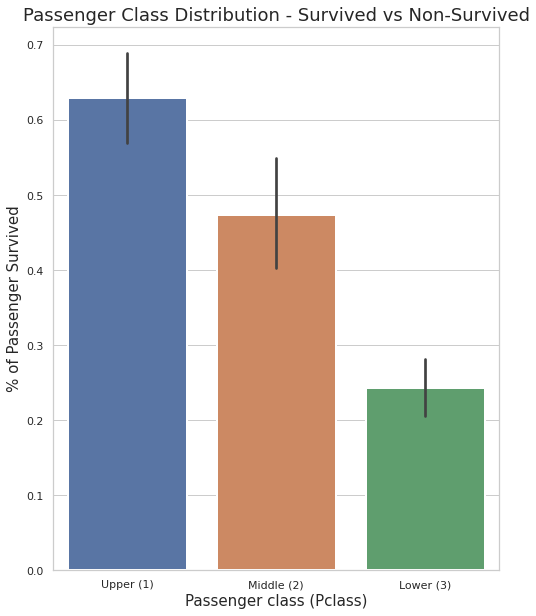 Passenger Class Distribution - Survived vs Non-Survived
% of Passenger Survived
0.7
0.6
0.5
0.4
0.3
0.2
0.1
0.0
Upper (1)
Middle (2)
Lower (3)
Passenger class (Pclass)